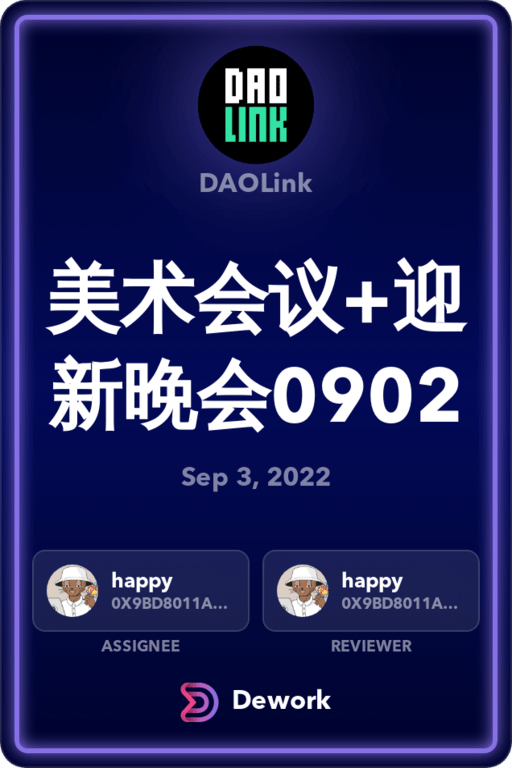 DAO
LINK
DAOLink
美术会议+迎
新晚会0902
Sep 3, 2022
happy
0X9BD8011A...
ASSIGNEE
happy
0X9BD8011A...
REVIEWER
Dework